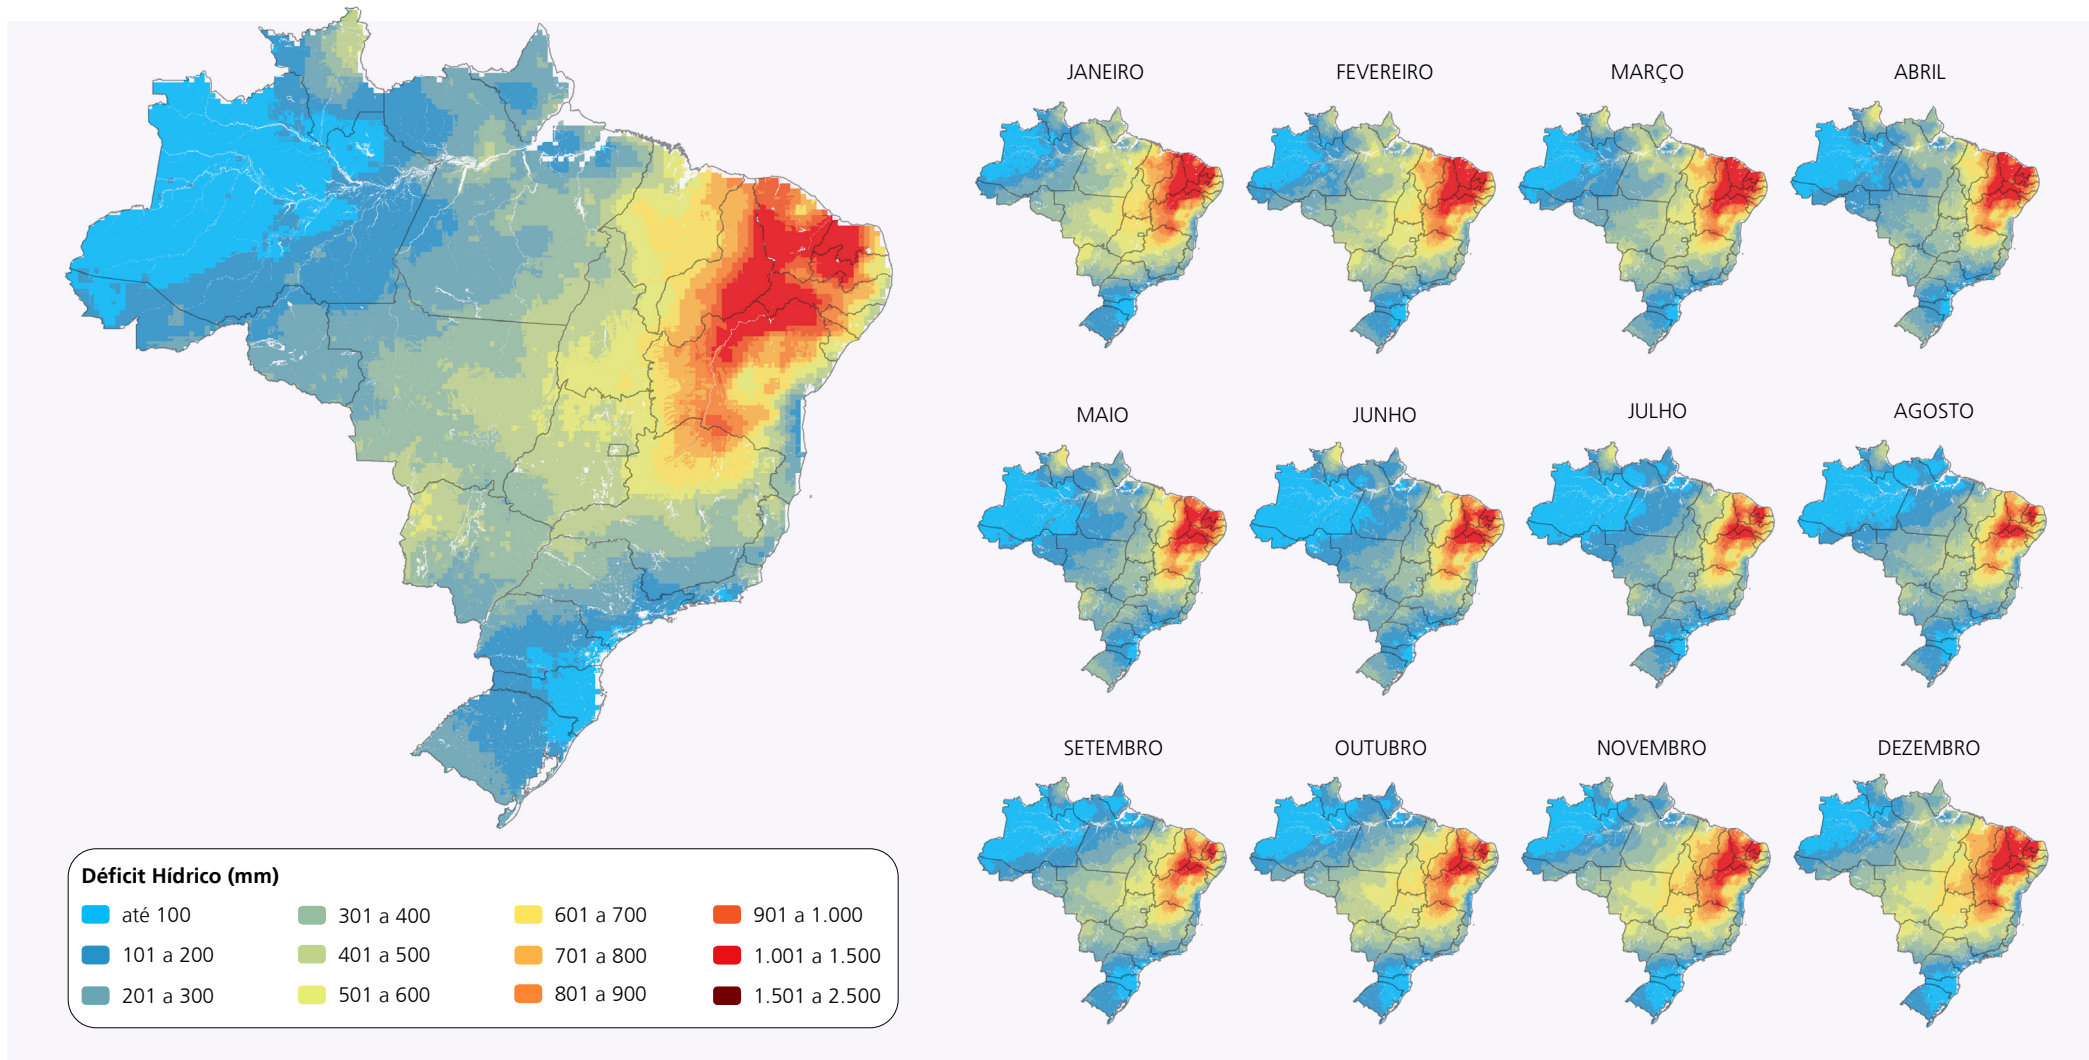 JANEIRO
FEVEREIRO
MARÇO
ABRIL
MAIO
JUNHO
JULHO
AGOSTO
SETEMBRO
OUTUBRO
NOVEMBRO
DEZEMBRO
Déficit Hídrico (mm)
até 100
101 a 200
201 a 300
301 a 400
401 a 500
501 a 600
601 a 700
701 a 800
801 a 900
901 a 1.000
1.001 a 1.500
1.501 a 2.500